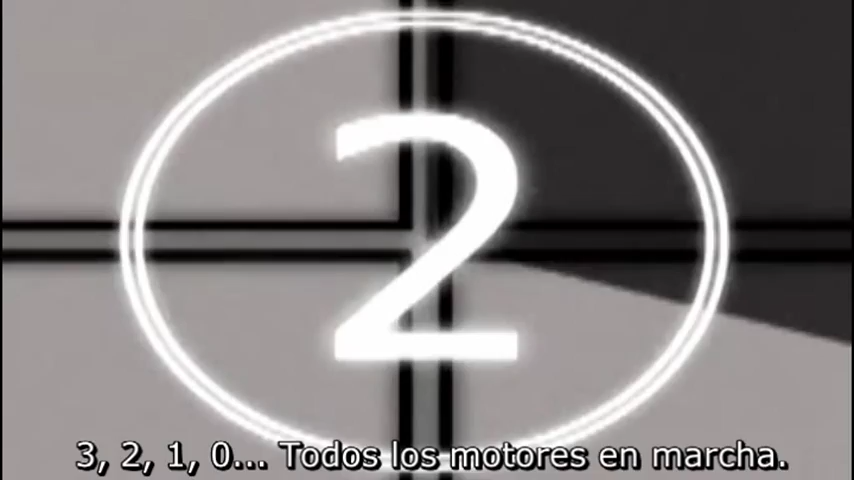 2
3, 2, 1, 0... Todos los motores en marcha.